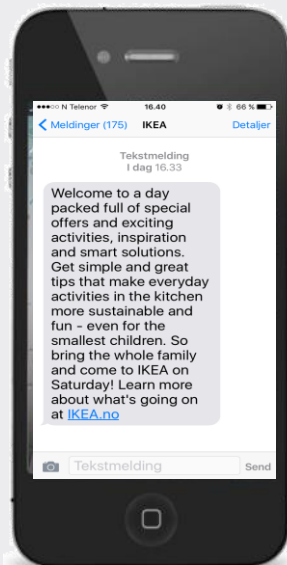 ●●●○○ N Telenor 16.40 66 %
Meldinger (175) IKEA Detaljer
Tekstmelding
I dag 16.33
Welcome to a day
packed full of special
offers and exciting
activities, inspiration
and smart solutions.
Get simple and great
tips that make everyday
activities in the kitchen
more sustainable and
fun - even for the
smallest children. So
bring the whole family
and come to IKEA on
Saturday! Learn more
about what's going on
at IKEA.no
Tekstmelding Send